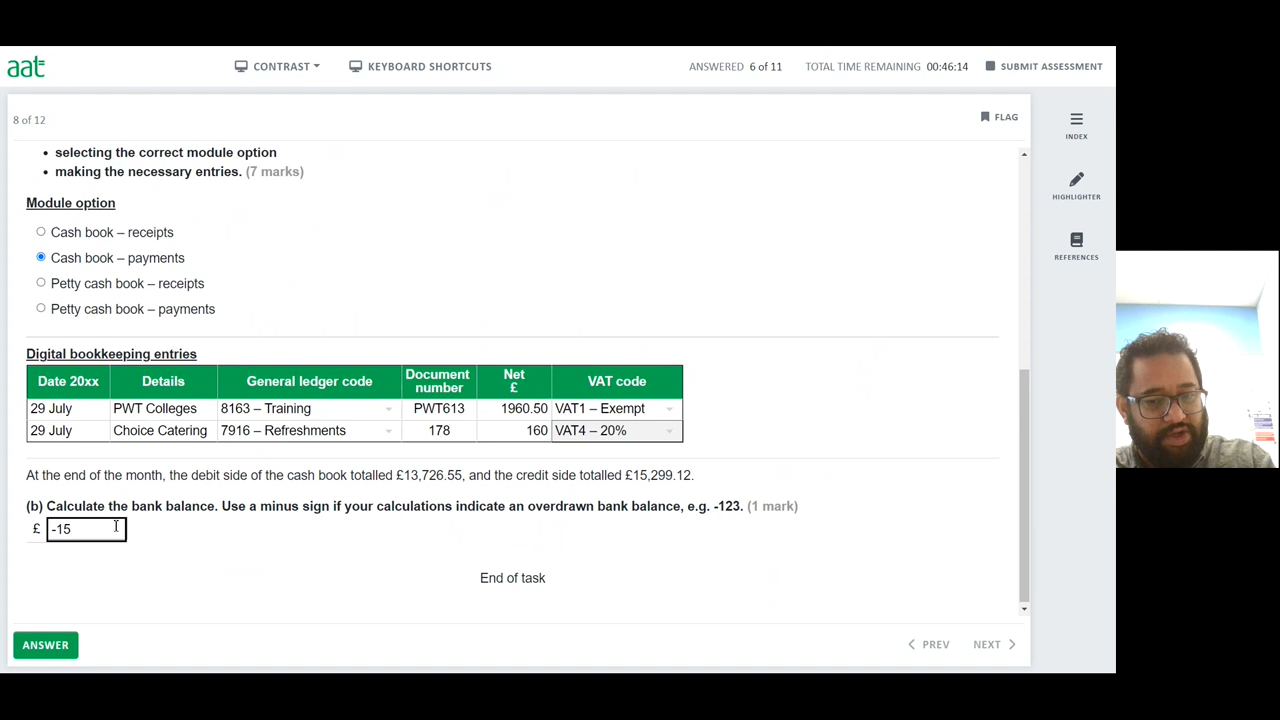 aat
CONTRAST
KEYBOARD SHORTCUTS
ANSWERED 6 of 11
TOTAL TIME REMAINING 00:46:14
SUBMIT ASSESSMENT
8 of 12
FLAG
INDEX
HIGHLIGHTER
REFERENCES
• selecting the correct module option
• making the necessary entries. (7 marks)
Module option
Cash book – receipts
Cash book – payments
Petty cash book – receipts
Petty cash book – payments
Digital bookkeeping entries
Date 20xx Details General ledger code Document number Net £ VAT code
29 July PWT Colleges 8163 – Training PWT613 1960.50 VAT1 – Exempt
29 July Choice Catering 7916 – Refreshments 178 160 VAT4 – 20%
At the end of the month, the debit side of the cash book totalled £13,726.55, and the credit side totalled £15,299.12.
(b) Calculate the bank balance. Use a minus sign if your calculations indicate an overdrawn bank balance, e.g. -123. (1 mark)
£ -15
End of task
ANSWER
PREV
NEXT